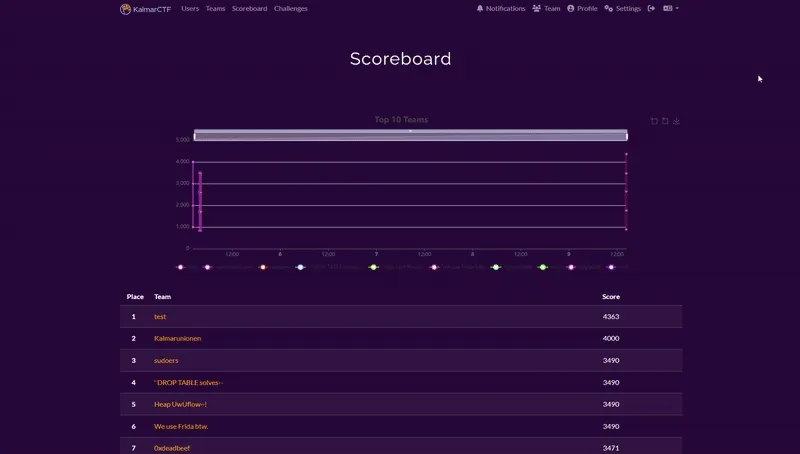 KalmarCTF Users Teams Scoreboard Challenges Notifications Team Profile Settings
Scoreboard
Top 10 Teams
5,000
4,000
3,000
2,000
1,000
0
12:00 6 12:00 7 12:00 8 12:00 9 12:00
Place Team Score
1 test 4363
2 Kalmarunionen 4000
3 sudoers 3490
4 '`DROP TABLE solves-- 3490
5 Heap UwUflow~! 3490
6 We use Frida btw. 3490
7 0xdeadbeef 3471